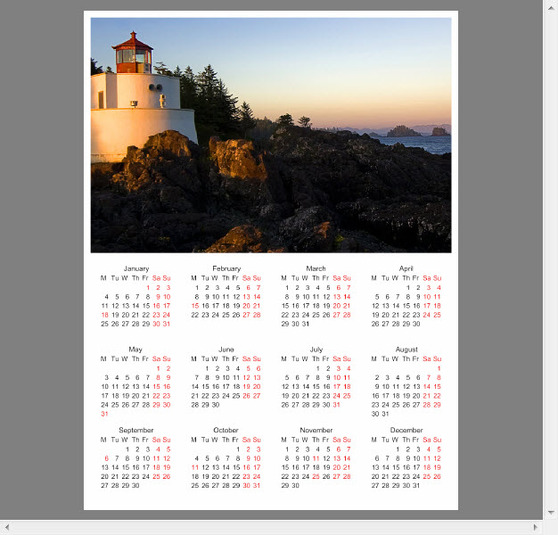 January
M Tu W Th Fr Sa Su
1 2 3
4 5 6 7 8 9 10
11 12 13 14 15 16 17
18 19 20 21 22 23 24
25 26 27 28 29 30 31
February
M Tu W Th Fr Sa Su
1 2 3 4 5 6 7
8 9 10 11 12 13 14
15 16 17 18 19 20 21
22 23 24 25 26 27 28
March
M Tu W Th Fr Sa Su
1 2 3 4 5 6 7
8 9 10 11 12 13 14
15 16 17 18 19 20 21
22 23 24 25 26 27 28
29 30 31
April
M Tu W Th Fr Sa Su
1 2 3 4
5 6 7 8 9 10 11
12 13 14 15 16 17 18
19 20 21 22 23 24 25
26 27 28 29 30
May
M Tu W Th Fr Sa Su
1 2
3 4 5 6 7 8 9
10 11 12 13 14 15 16
17 18 19 20 21 22 23
24 25 26 27 28 29 30
31
June
M Tu W Th Fr Sa Su
1 2 3 4 5 6
7 8 9 10 11 12 13
14 15 16 17 18 19 20
21 22 23 24 25 26 27
28 29 30
July
M Tu W Th Fr Sa Su
1 2 3 4
5 6 7 8 9 10 11
12 13 14 15 16 17 18
19 20 21 22 23 24 25
26 27 28 29 30 31
August
M Tu W Th Fr Sa Su
1
2 3 4 5 6 7 8
9 10 11 12 13 14 15
16 17 18 19 20 21 22
23 24 25 26 27 28 29
30 31
September
M Tu W Th Fr Sa Su
1 2 3 4 5
6 7 8 9 10 11 12
13 14 15 16 17 18 19
20 21 22 23 24 25 26
27 28 29 30
October
M Tu W Th Fr Sa Su
1 2 3
4 5 6 7 8 9 10
11 12 13 14 15 16 17
18 19 20 21 22 23 24
25 26 27 28 29 30 31
November
M Tu W Th Fr Sa Su
1 2 3 4 5 6 7
8 9 10 11 12 13 14
15 16 17 18 19 20 21
22 23 24 25 26 27 28
29 30
December
M Tu W Th Fr Sa Su
1 2 3 4 5
6 7 8 9 10 11 12
13 14 15 16 17 18 19
20 21 22 23 24 25 26
27 28 29 30 31